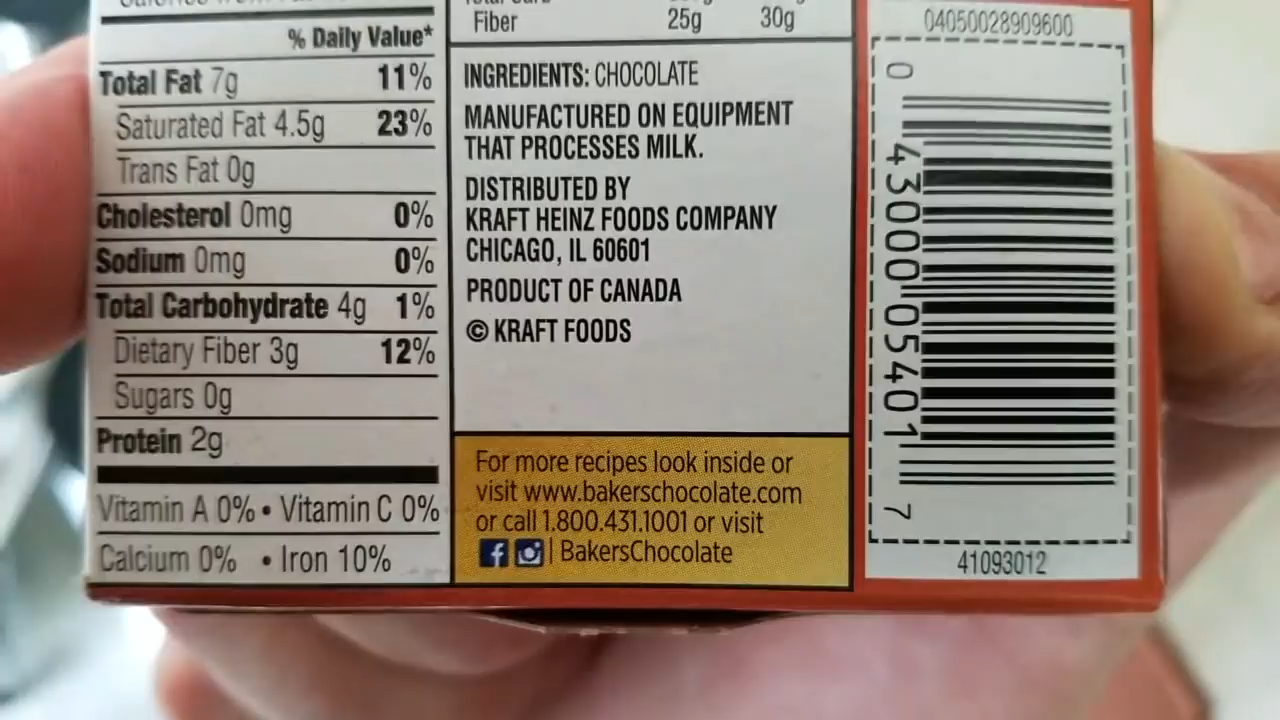 % Daily Value*
Total Fat 7g 11%
Saturated Fat 4.5g 23%
Trans Fat 0g
Cholesterol 0mg 0%
Sodium 0mg 0%
Total Carbohydrate 4g 1%
Dietary Fiber 3g 12%
Sugars 0g
Protein 2g
Vitamin A 0% • Vitamin C 0%
Calcium 0% • Iron 10%
Fiber 25g 30g
INGREDIENTS: CHOCOLATE
MANUFACTURED ON EQUIPMENT
THAT PROCESSES MILK.
DISTRIBUTED BY
KRAFT HEINZ FOODS COMPANY
CHICAGO, IL 60601
PRODUCT OF CANADA
© KRAFT FOODS
For more recipes look inside or
visit www.bakerschocolate.com
or call 1.800.431.1001 or visit
f | BakersChocolate
04050028909600
0 43000 05401 7
41093012